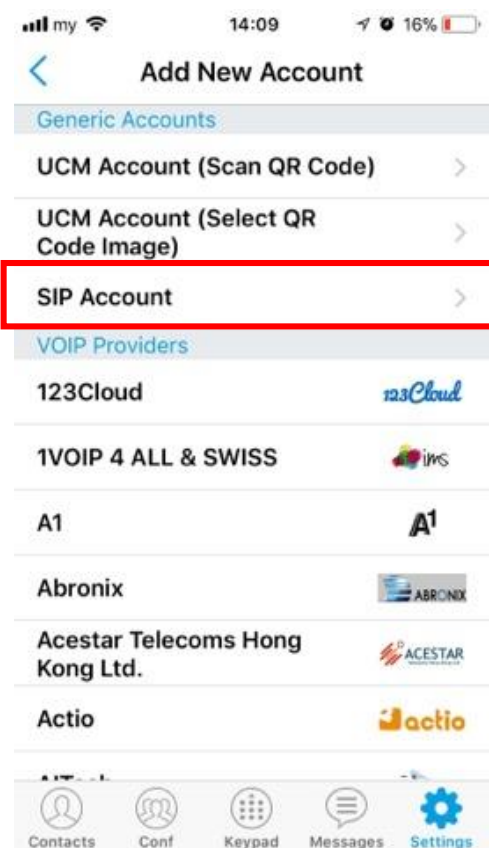 my 14:09 16%
Add New Account
Generic Accounts
UCM Account (Scan QR Code)
UCM Account (Select QR
Code Image)
SIP Account
VOIP Providers
123Cloud 123Cloud
1VOIP 4 ALL & SWISS ims
A1 A1
Abronix ABRONIX
Acestar Telecoms Hong
Kong Ltd. ACESTAR
Actio actio
Contacts Conf Keypad Messages Settings